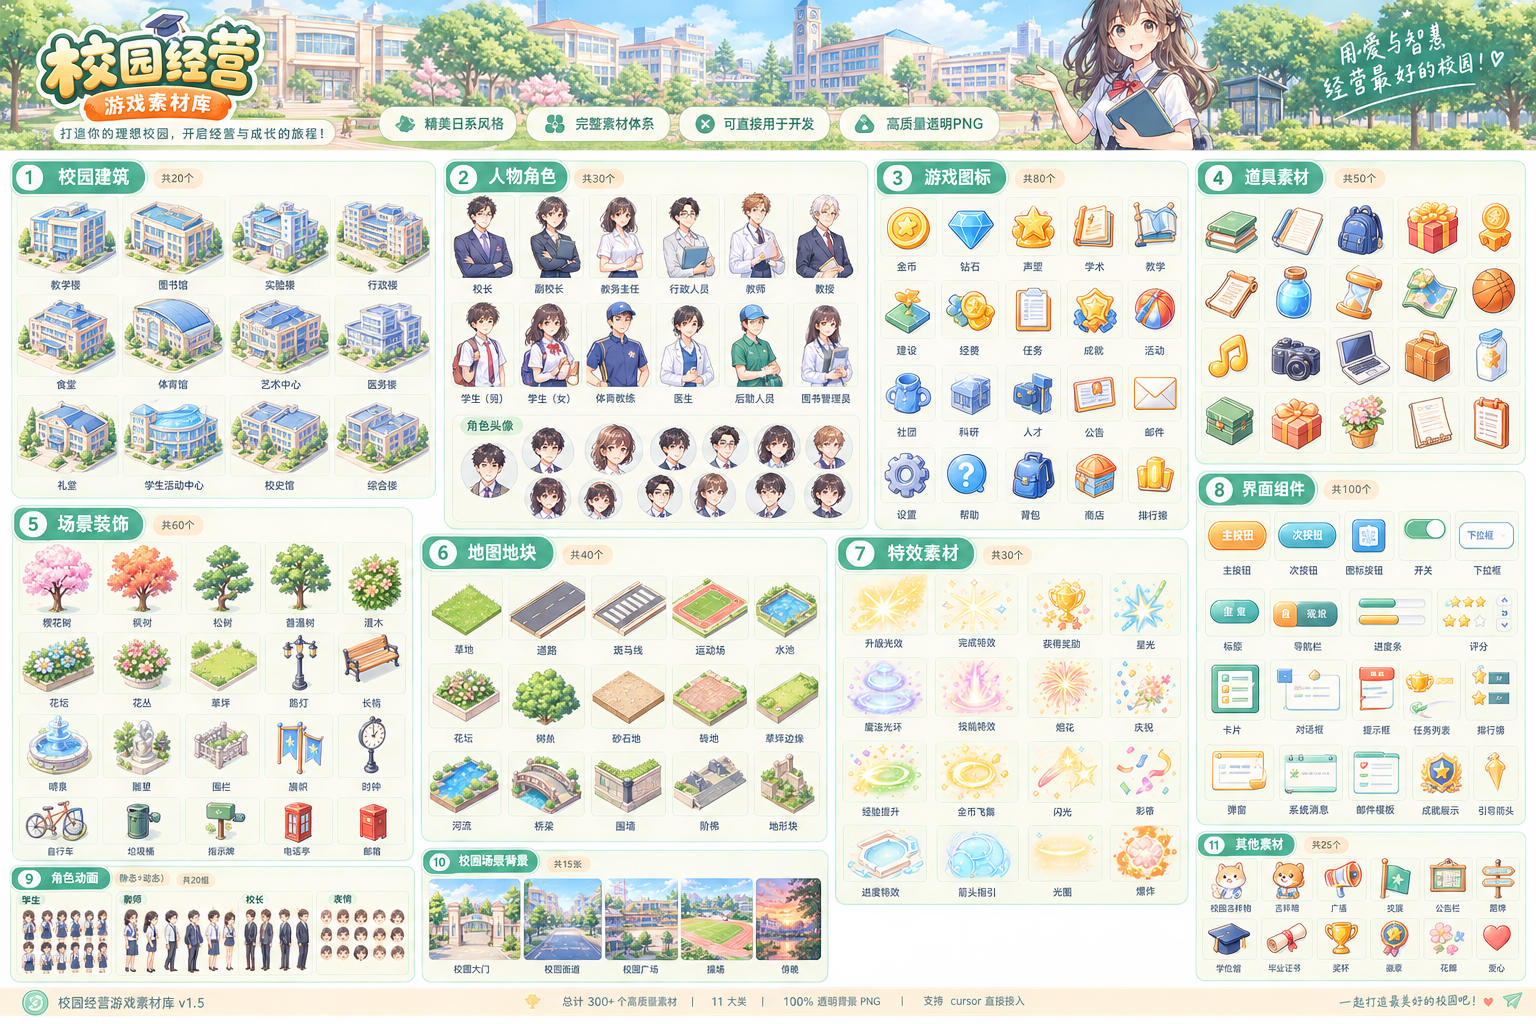 校园经营
游戏素材库
打造你的理想校园，开启经营与成长的旅程！
精美日系风格
完整素材体系
可直接用于开发
高质量透明PNG
用爱与智慧
经营最好的校园！
1 校园建筑 共20个
教学楼 图书馆 实验楼 行政楼
食堂 体育馆 艺术中心 医务楼
礼堂 学生活动中心 校史馆 综合楼
2 人物角色 共30个
校长 副校长 教务主任 行政人员 教师 教授
学生（男） 学生（女） 体育教练 医生 后勤人员 图书管理员
角色头像
3 游戏图标 共80个
金币 钻石 声望 学术 教学
建设 经费 任务 成就 活动
社团 科研 人才 公告 邮件
设置 帮助 背包 商店 排行榜
4 道具素材 共50个
5 场景装饰 共60个
樱花树 枫树 松树 普通树 灌木
花坛 花丛 草坪 路灯 长椅
喷泉 雕塑 围栏 旗帜 时钟
自行车 垃圾桶 指示牌 电话亭 邮箱
6 地图地块 共40个
草地 道路 斑马线 运动场 水池
花坛 树丛 砂石地 砖地 草坪边缘
河流 桥梁 围墙 台阶 地形块
7 特效素材 共30个
升级光效 完成特效 获得奖励 星光
魔法光环 技能特效 烟花 庆祝
经验提升 金币飞舞 闪光 彩带
进度特效 箭头指引 光圈 爆炸
8 界面组件 共100个
主按钮 次按钮 下拉框
主按钮 次按钮 图标按钮 开关 下拉框
标签 导航栏 进度条 评分
卡片 对话框 提示框 任务列表 排行榜
弹窗 系统消息 邮件模板 成就展示 引导箭头
9 角色动画 共20组
学生 教师 校长 表情
10 校园场景背景 共15张
校园大门 校园街道 校园广场 操场 傍晚
11 其他素材 共25个
校园吉祥物 吉祥物 广播 校旗 公告栏 路牌
学位帽 毕业证书 奖杯 徽章 花瓣 爱心
校园经营游戏素材库 v1.5
总计 300+ 个高质量素材 | 11 大类 | 100% 透明背景 PNG | 支持 cursor 直接接入
一起打造最美好的校园吧！